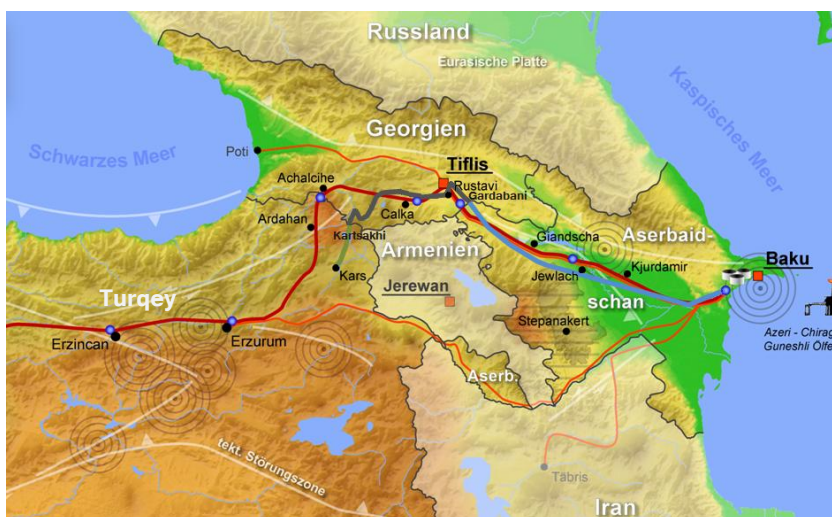 Russland
Eurasische Platte
Kaspisches Meer
Schwarzes Meer
Georgien
Poti
Tiflis
Achalcihe
Rustavi
Gardabani
Calka
Ardahan
Kartsakhi
Giandscha
Aserbaid-
Armenien
Kars
Jewlach
Kjurdamir
Baku
Jerewan
schan
Turqey
Stepanakert
Azeri - Chirag
Guneshli Ölfe
Erzincan
Erzurum
Aserb.
tekt. Störungszone
Täbris
Iran